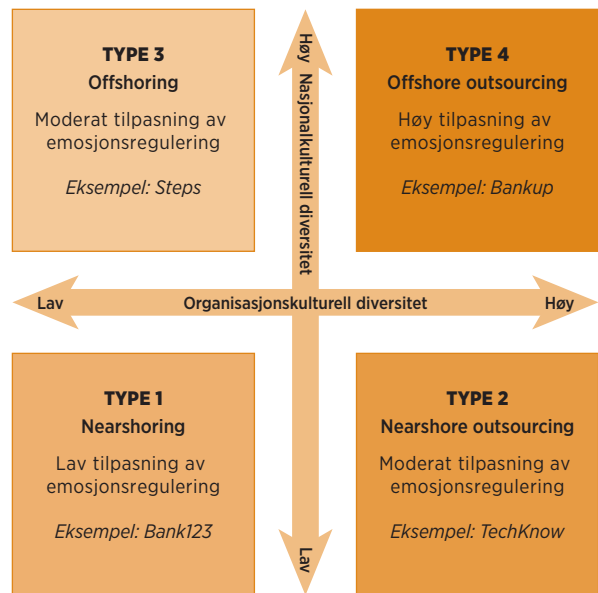 TYPE 3
Offshoring
Moderat tilpasning av
emosjonsregulering
Eksempel: Steps
Høy Nasjonalkulturell diversitet
TYPE 4
Offshore outsourcing
Høy tilpasning av
emosjonsregulering
Eksempel: Bankup
Lav Organisasjonskulturell diversitet Høy
TYPE 1
Nearshoring
Lav tilpasning av
emosjonsregulering
Eksempel: Bank123
Lav
TYPE 2
Nearshore outsourcing
Moderat tilpasning av
emosjonsregulering
Eksempel: TechKnow